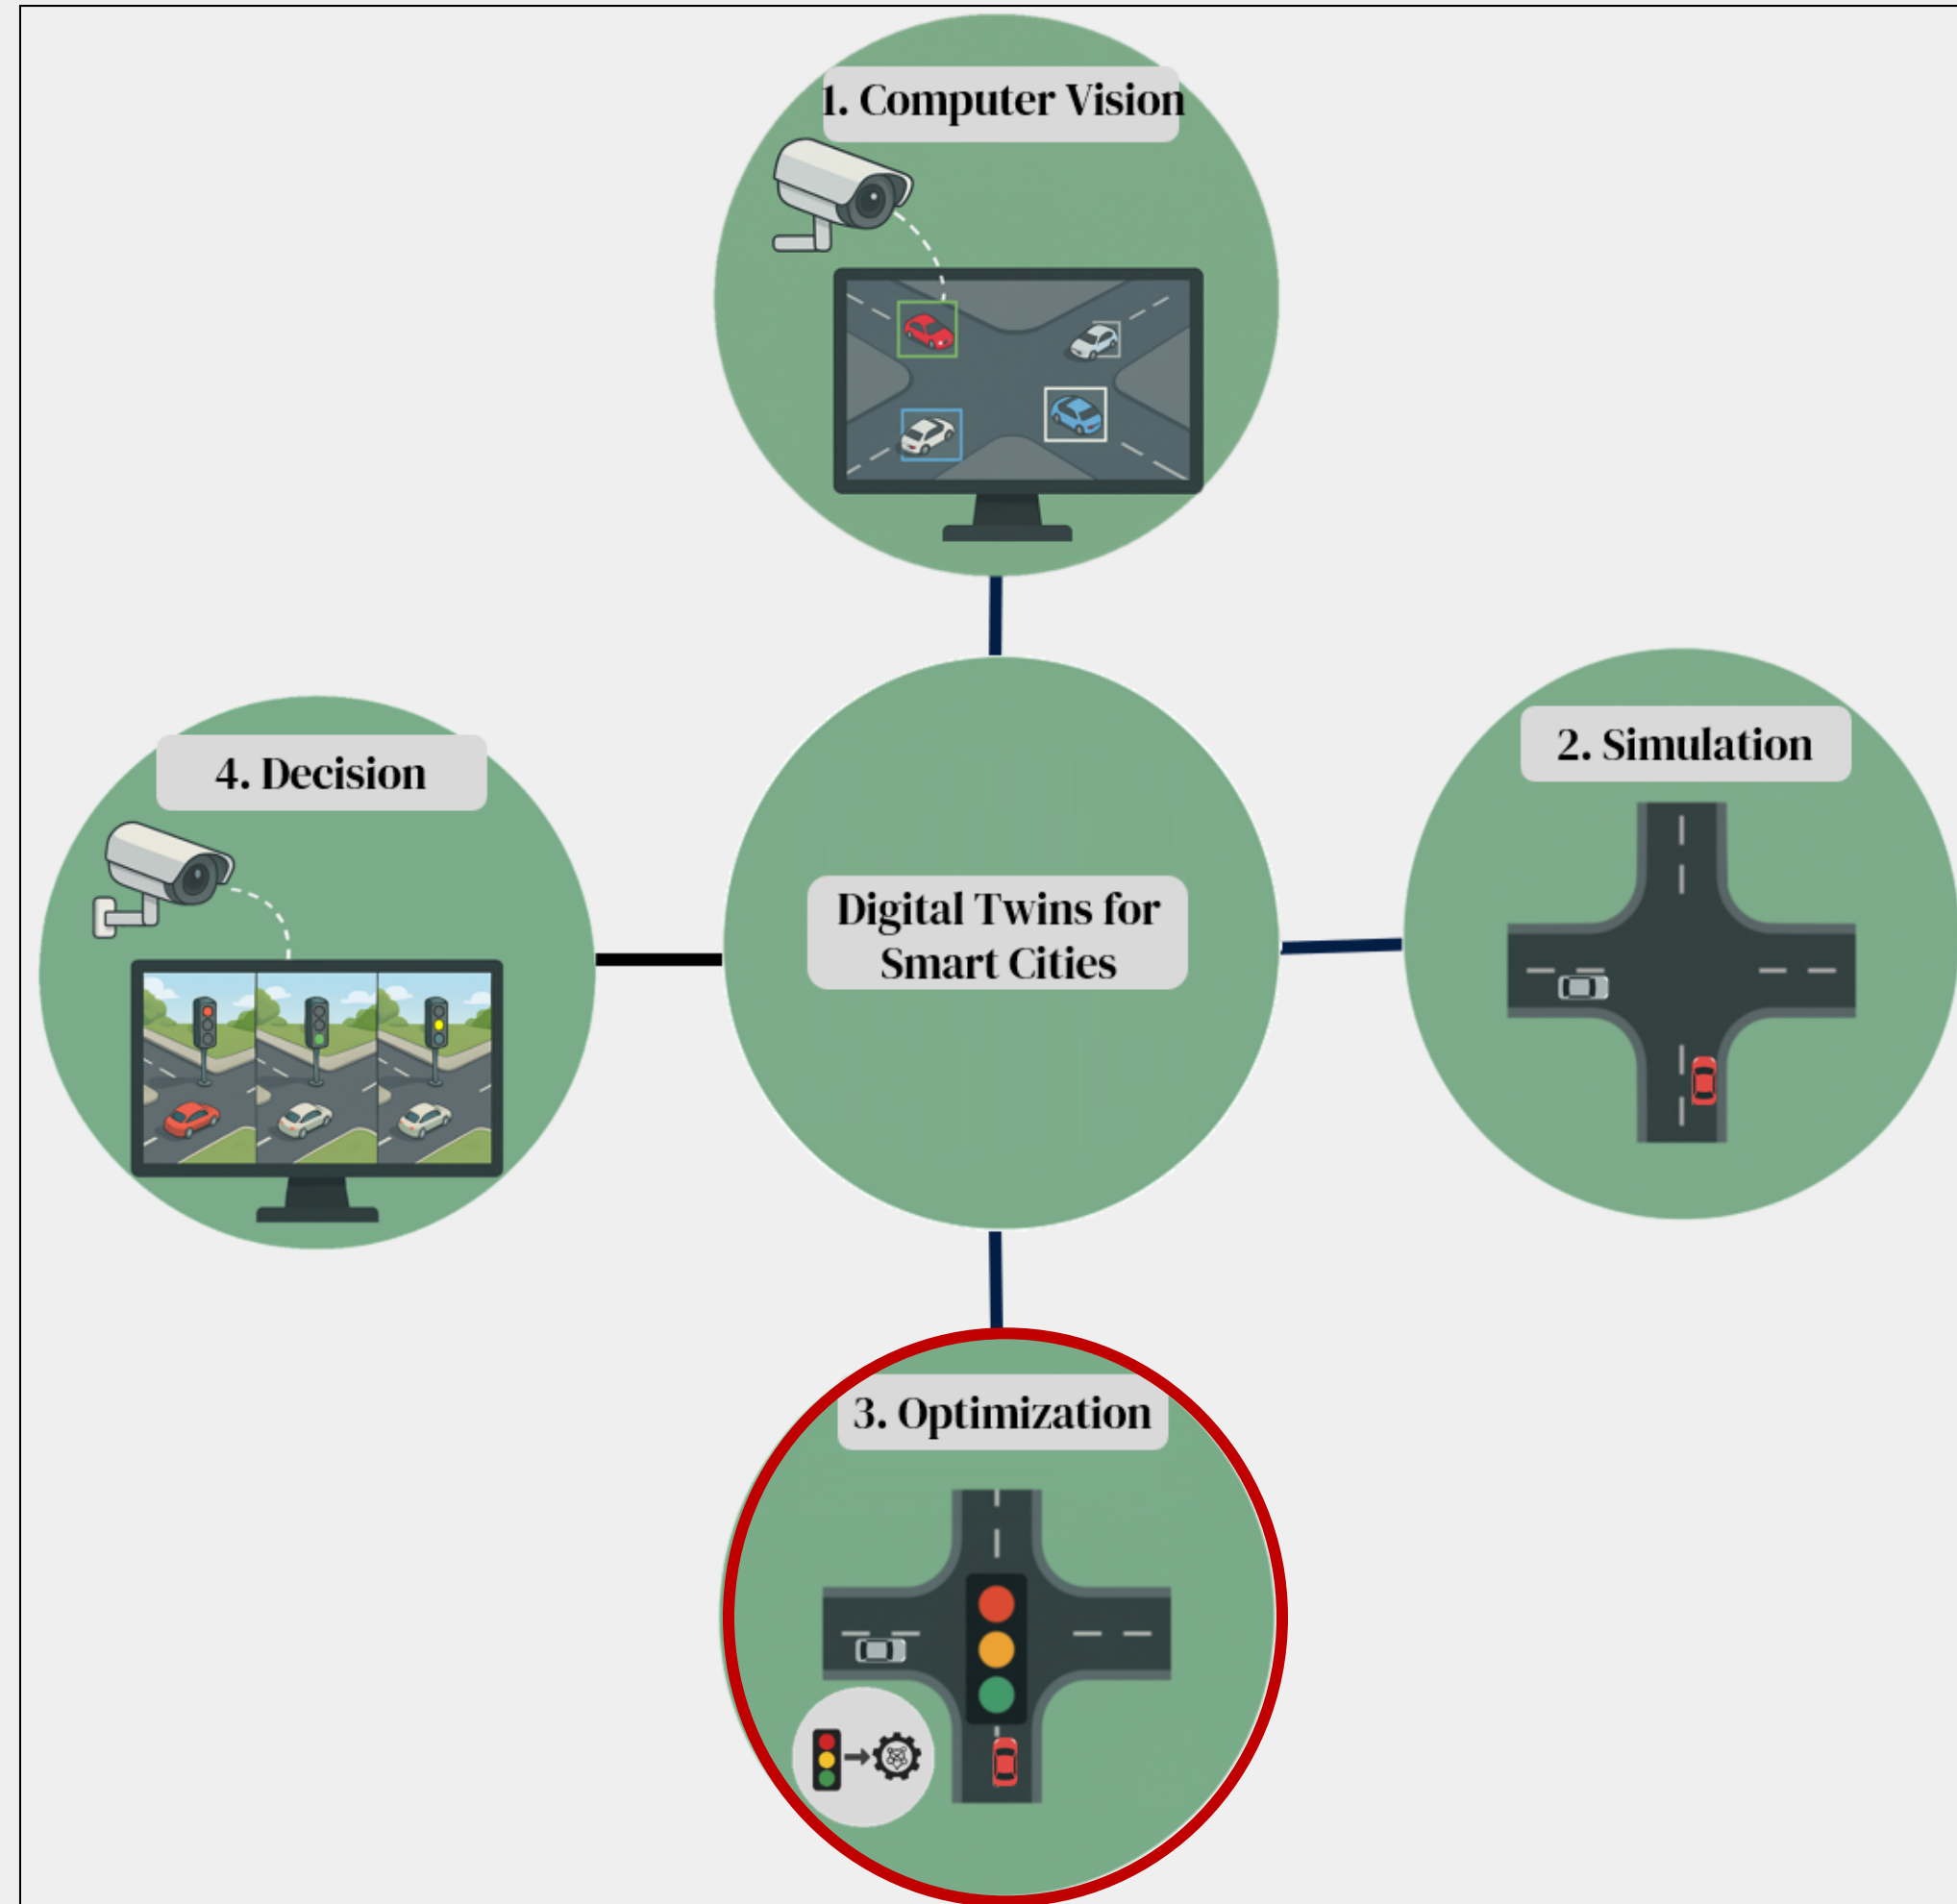 1. Computer Vision
4. Decision
2. Simulation
Digital Twins for
Smart Cities
3. Optimization